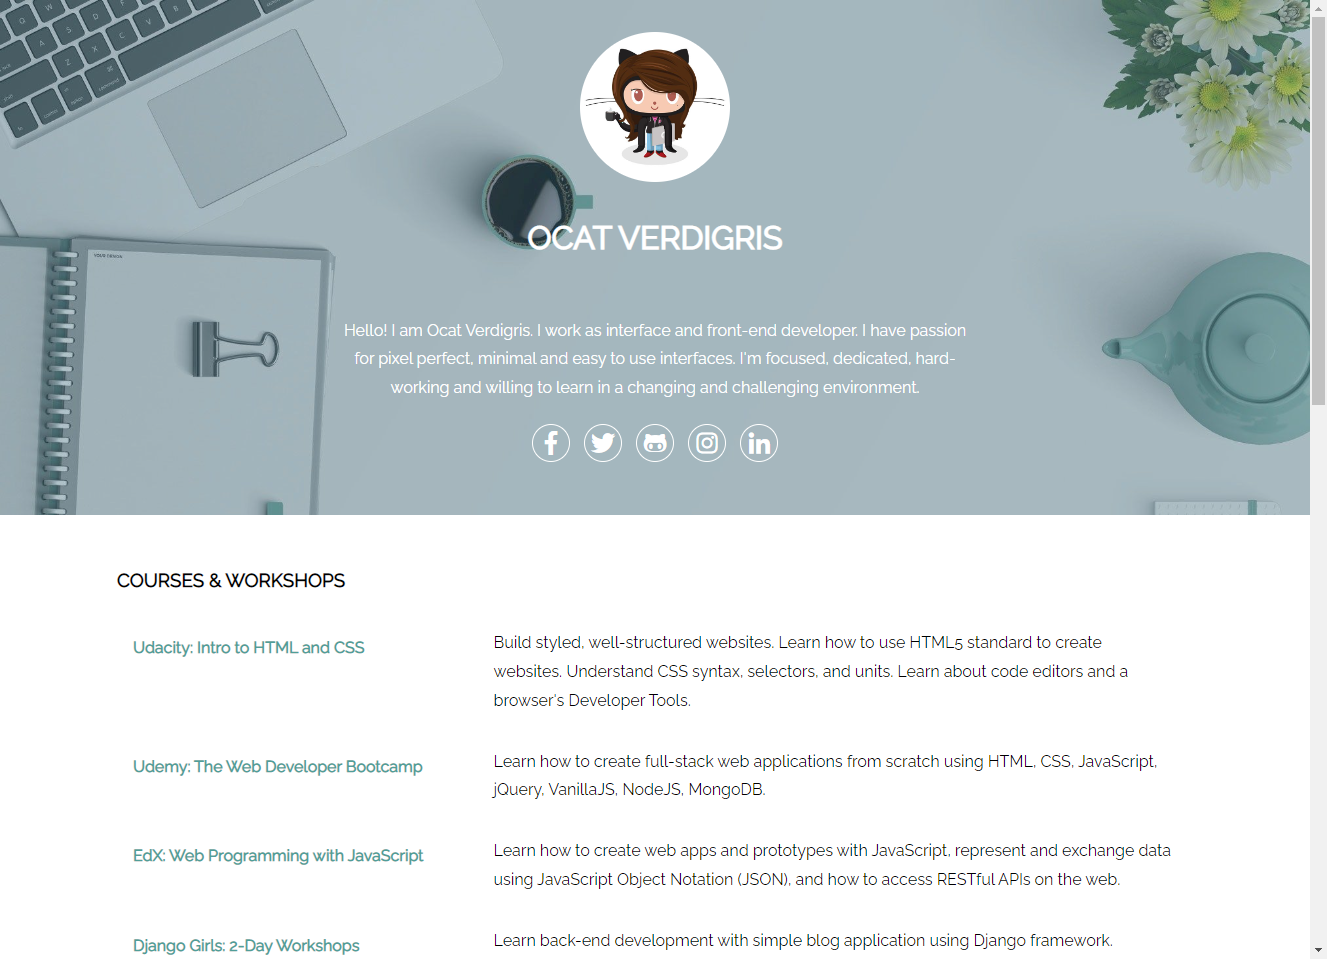 YOUR DESIGN
OCAT VERDIGRIS
Hello! I am Ocat Verdigris. I work as interface and front-end developer. I have passion
for pixel perfect, minimal and easy to use interfaces. I'm focused, dedicated, hard-
working and willing to learn in a changing and challenging environment.
COURSES & WORKSHOPS
Udacity: Intro to HTML and CSS
Build styled, well-structured websites. Learn how to use HTML5 standard to create
websites. Understand CSS syntax, selectors, and units. Learn about code editors and a
browser's Developer Tools.
Udemy: The Web Developer Bootcamp
Learn how to create full-stack web applications from scratch using HTML, CSS, JavaScript,
jQuery, VanillaJS, NodeJS, MongoDB.
EdX: Web Programming with JavaScript
Learn how to create web apps and prototypes with JavaScript, represent and exchange data
using JavaScript Object Notation (JSON), and how to access RESTful APIs on the web.
Django Girls: 2-Day Workshops
Learn back-end development with simple blog application using Django framework.